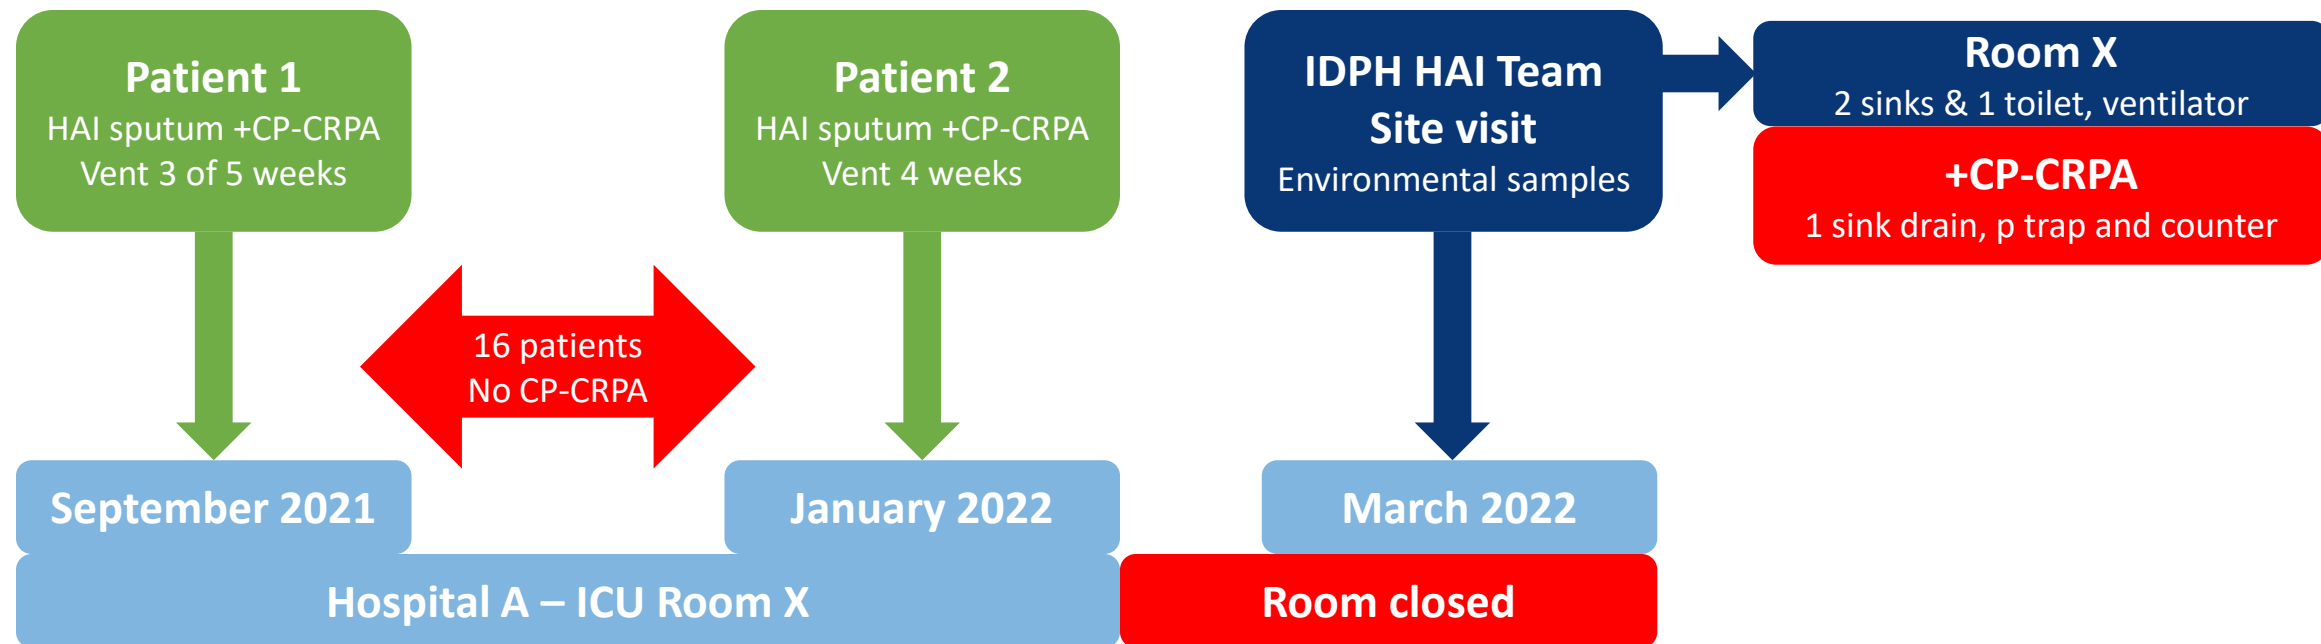 Patient 1
HAI sputum +CP-CRPA
Vent 3 of 5 weeks
Patient 2
HAI sputum +CP-CRPA
Vent 4 weeks
IDPH HAI Team
Site visit
Environmental samples
Room X
2 sinks & 1 toilet, ventilator
+CP-CRPA
1 sink drain, p trap and counter
16 patients
No CP-CRPA
September 2021
January 2022
March 2022
Hospital A – ICU Room X
Room closed